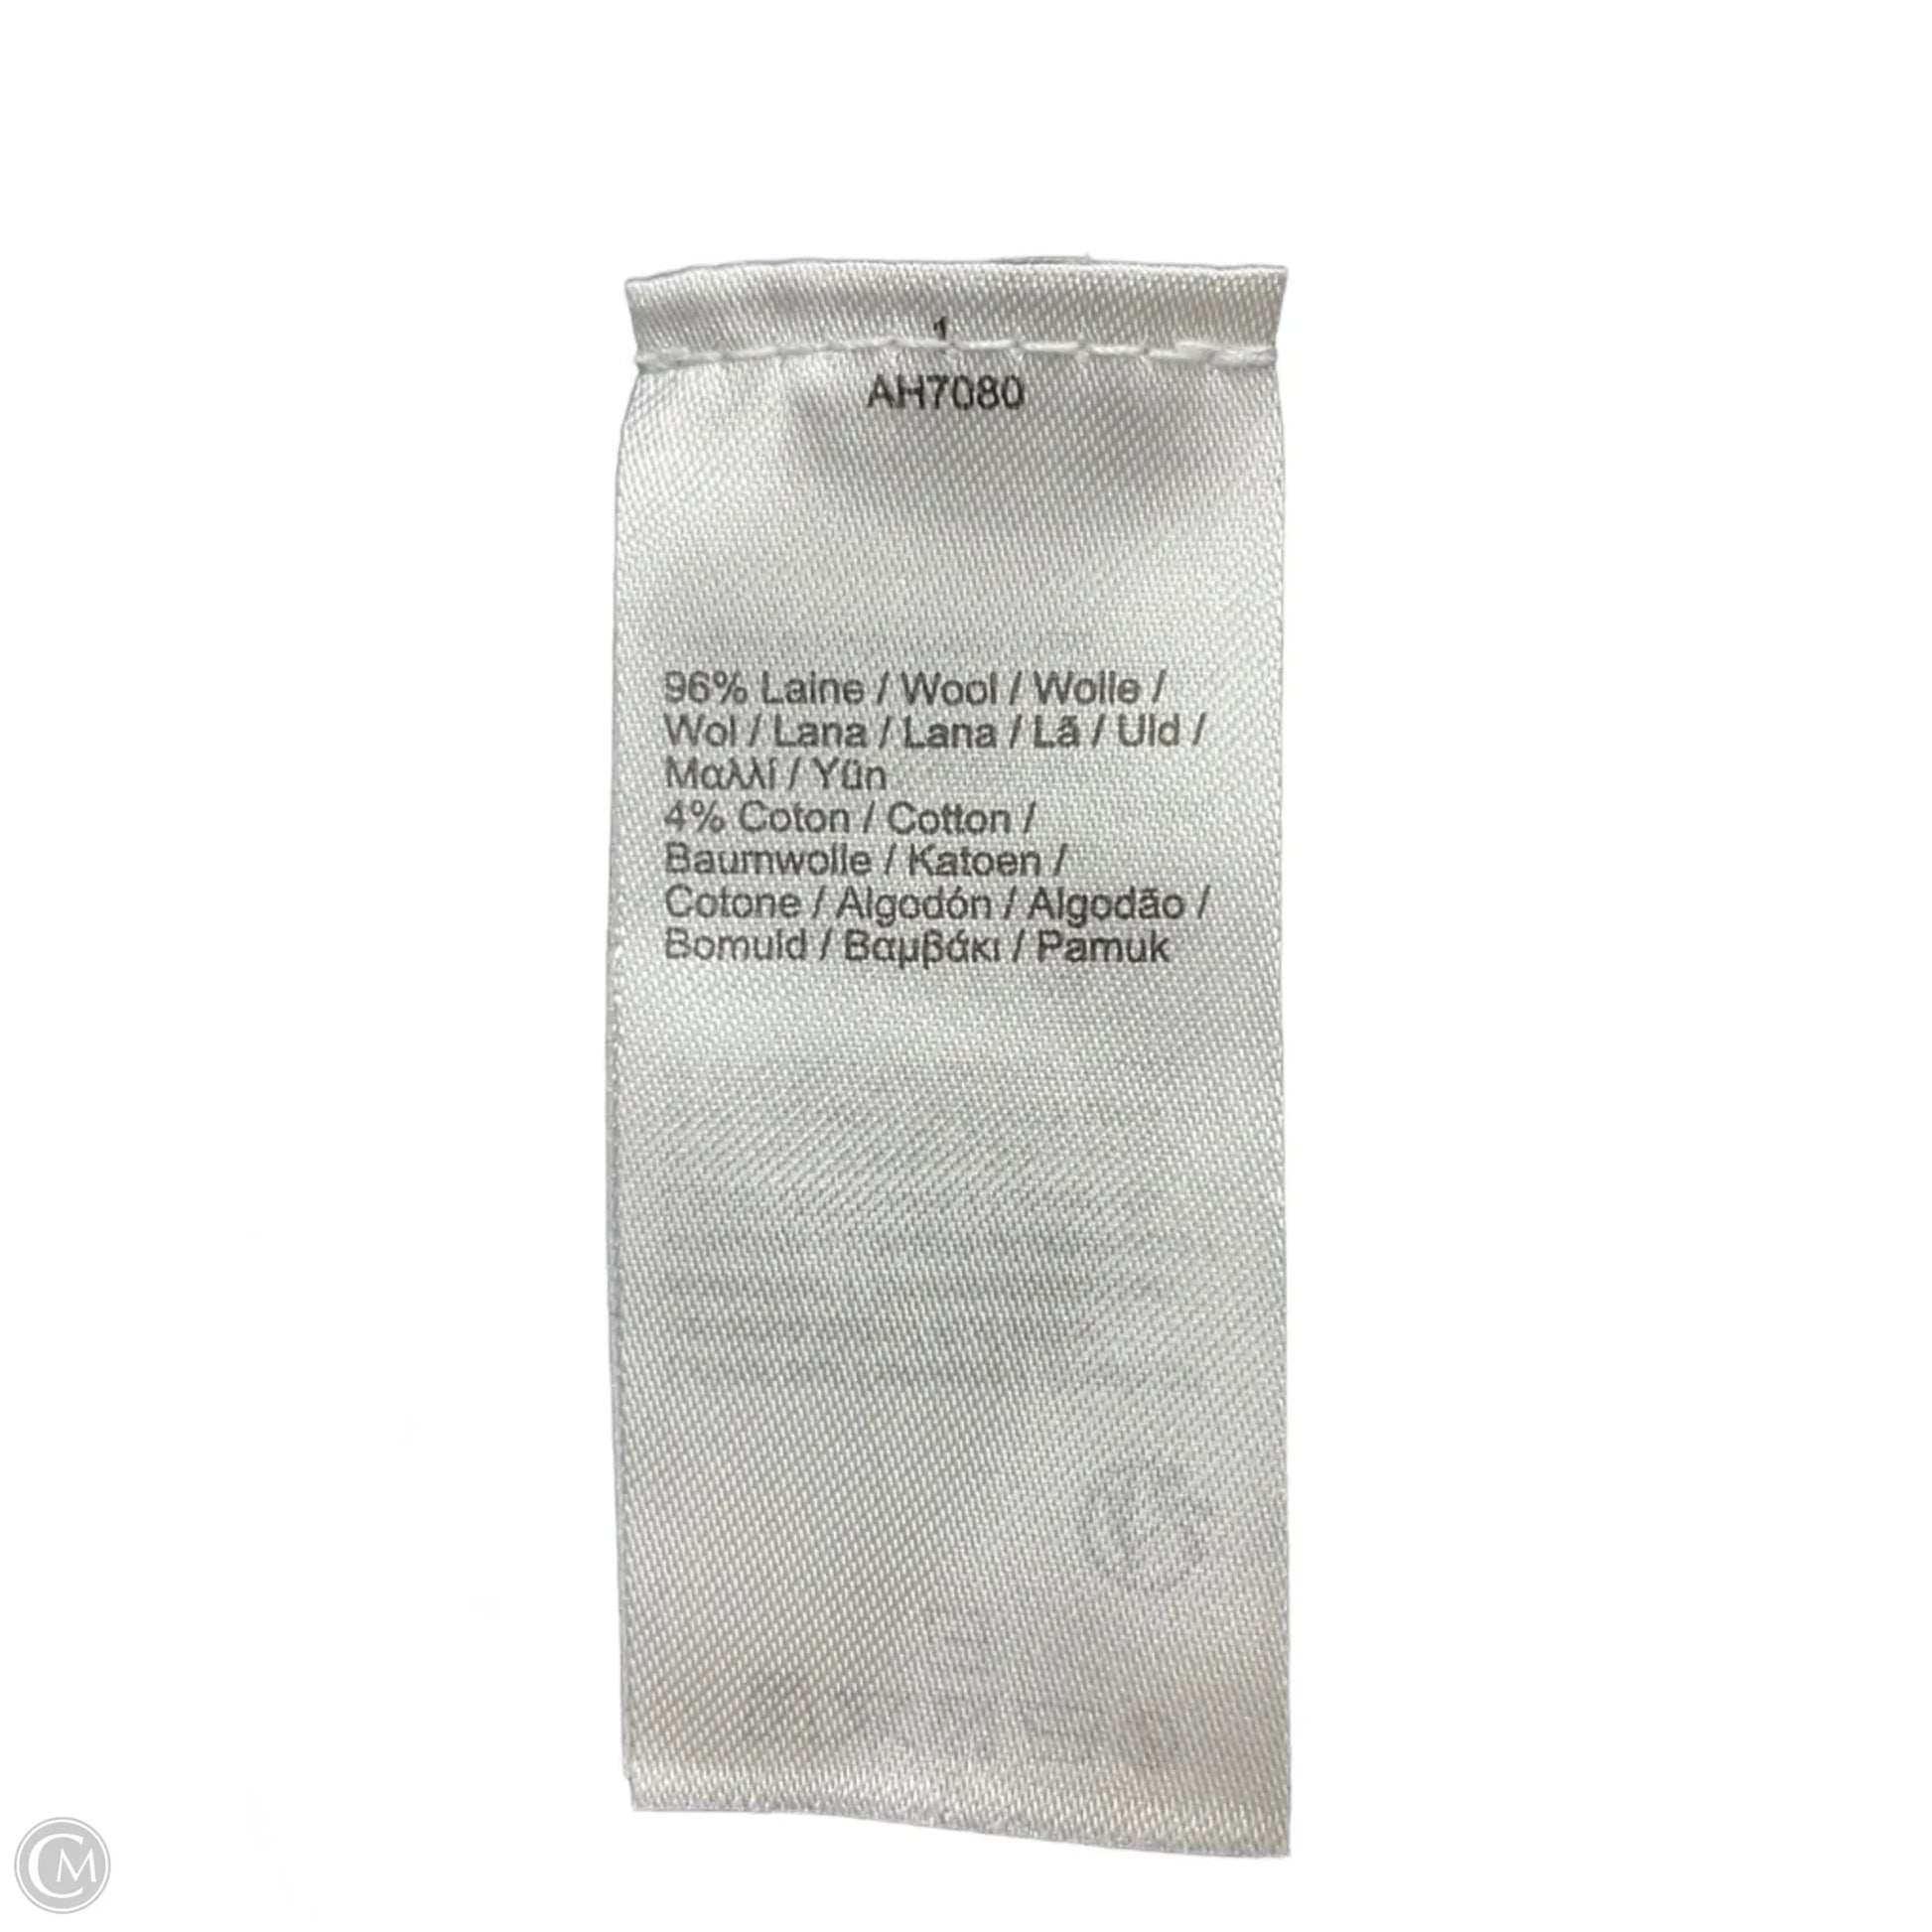 1
AH7080
96% Laine / Wool / Wolle /
Wol / Lana / Lana / Lã / Uld /
Μαλλί / Yün
4% Coton / Cotton /
Baumwolle / Katoen /
Cotone / Algodón / Algodão /
Bomuld / Βαμβάκι / Pamuk
CM